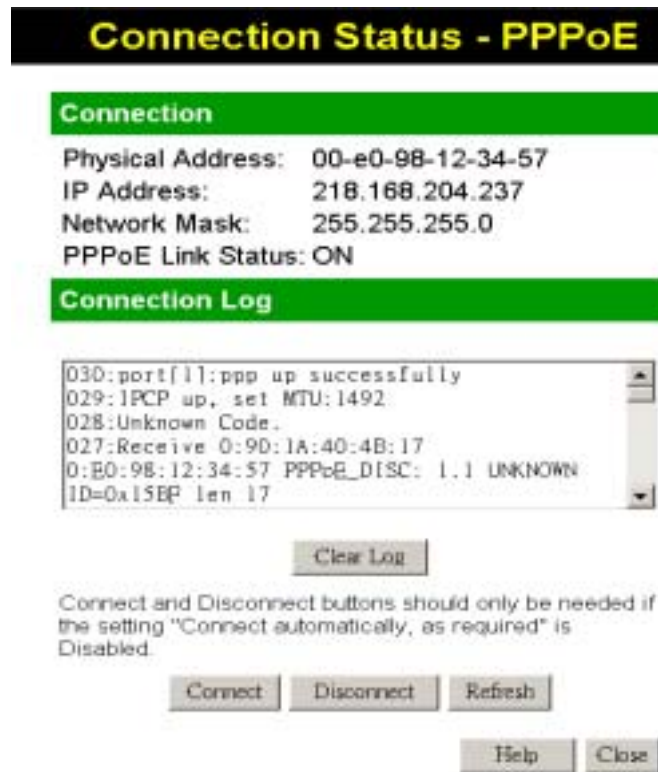 Connection Status - PPPoE
Connection
Physical Address: 00-e0-98-12-34-57
IP Address: 218.168.204.237
Network Mask: 255.255.255.0
PPPoE Link Status: ON
Connection Log
030:port[1]:ppp up successfully
029:IPCP up, set MTU:1492
028:Unknown Code.
027:Receive 0:90:1A:40:4B:17
0:E0:98:12:34:57 PPPoE_DISC: 1.1 UNKNOWN
ID=0x15BF len 17
Clear Log
Connect and Disconnect buttons should only be needed if
the setting "Connect automatically, as required" is
Disabled.
Connect Disconnect Refresh
Help Close